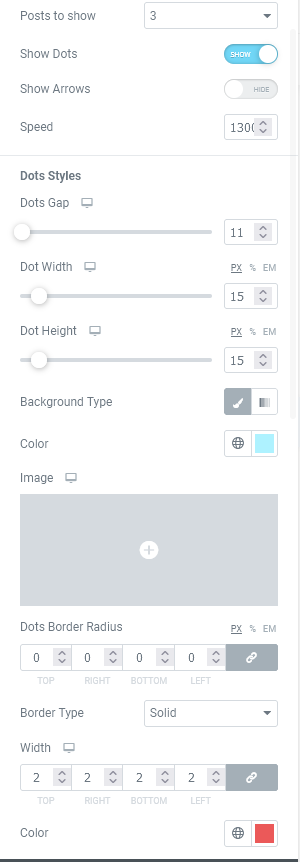 Posts to show 3
Show Dots SHOW
Show Arrows HIDE
Speed 1300
Dots Styles
Dots Gap
11
Dot Width PX % EM
15
Dot Height PX % EM
15
Background Type
Color
Image
Dots Border Radius PX % EM
0 0 0 0
TOP RIGHT BOTTOM LEFT
Border Type Solid
Width
2 2 2 2
TOP RIGHT BOTTOM LEFT
Color